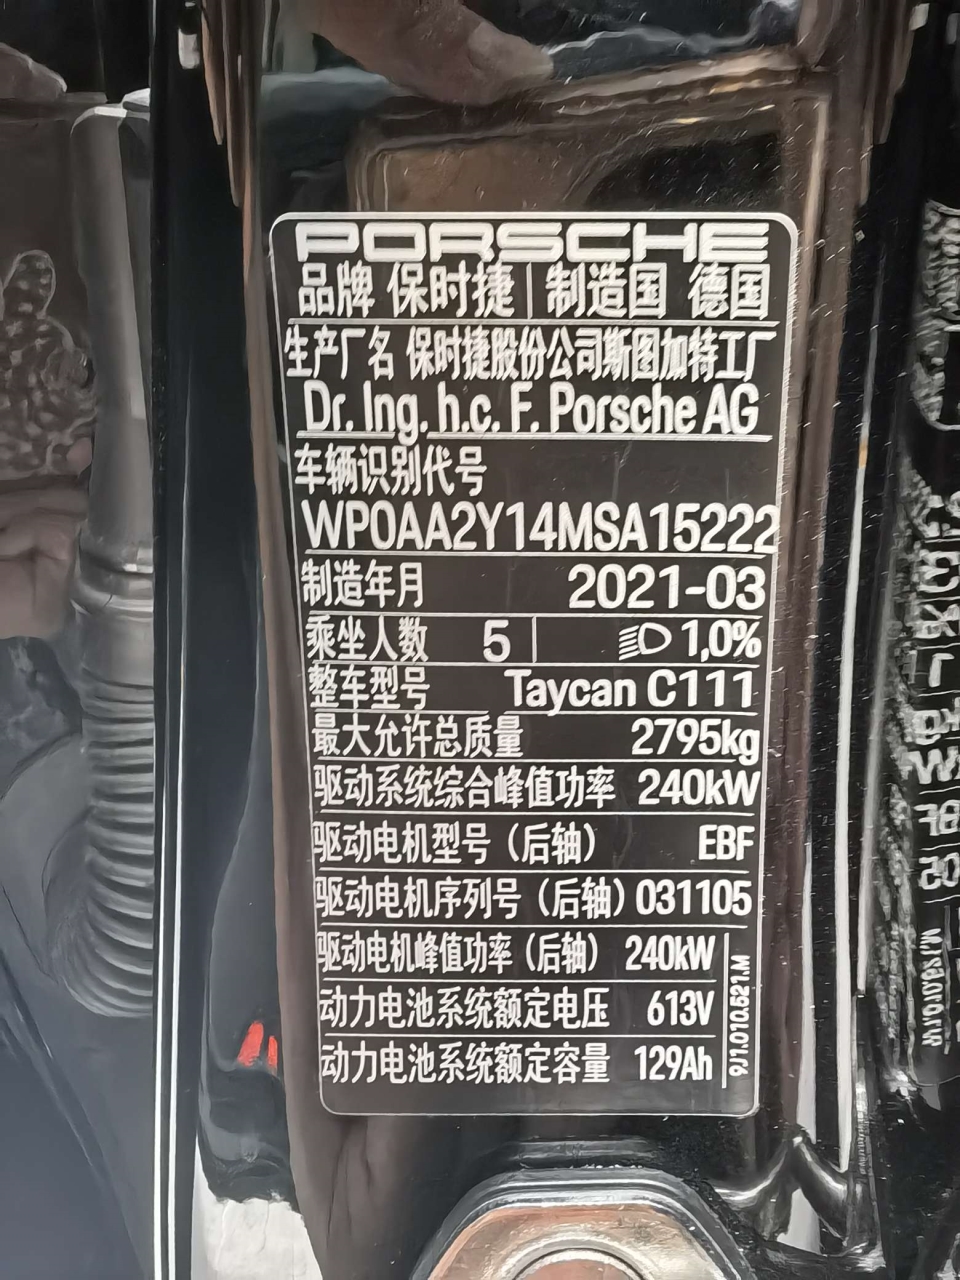 PORSCHE
品牌 保时捷 | 制造国 德国
生产厂名 保时捷股份公司斯图加特工厂
Dr. Ing. h.c. F. Porsche AG
车辆识别代号
WP0AA2Y14MSA15222
制造年月 2021-03
乘坐人数 5 | 1,0%
整车型号 Taycan C111
最大允许总质量 2795kg
驱动系统综合峰值功率 240kW
驱动电机型号（后轴） EBF
驱动电机序列号（后轴）031105
驱动电机峰值功率（后轴） 240kW
动力电池系统额定电压 613V
动力电池系统额定容量 129Ah
9J1.010.521.M